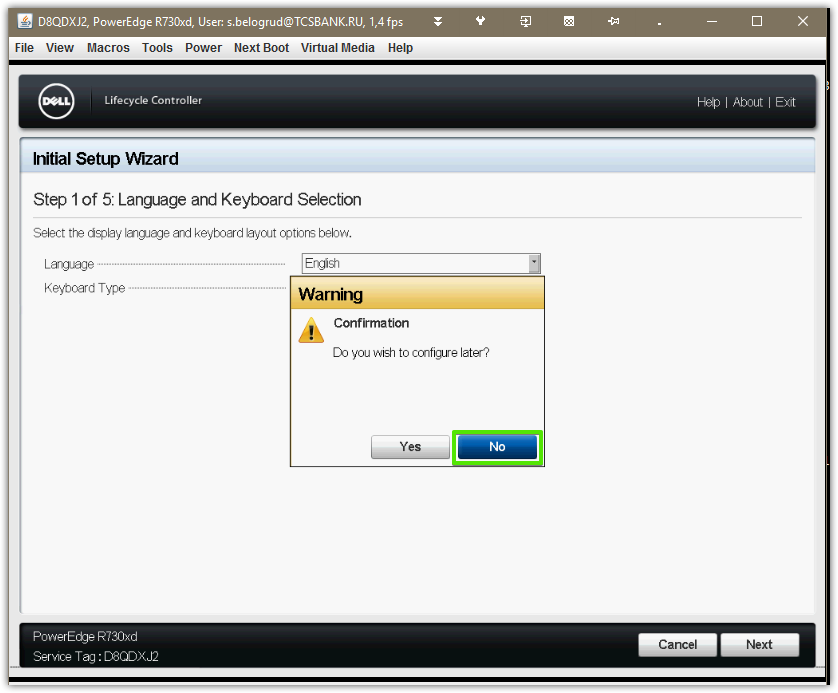 D8QDXJ2, PowerEdge R730xd, User: s.belogrud@TCSBANK.RU, 1,4 fps
File View Macros Tools Power Next Boot Virtual Media Help
DELL Lifecycle Controller Help | About | Exit
Initial Setup Wizard
Step 1 of 5: Language and Keyboard Selection
Select the display language and keyboard layout options below.
Language English
Keyboard Type
Warning
Confirmation
Do you wish to configure later?
Yes No
PowerEdge R730xd
Service Tag : D8QDXJ2
Cancel Next